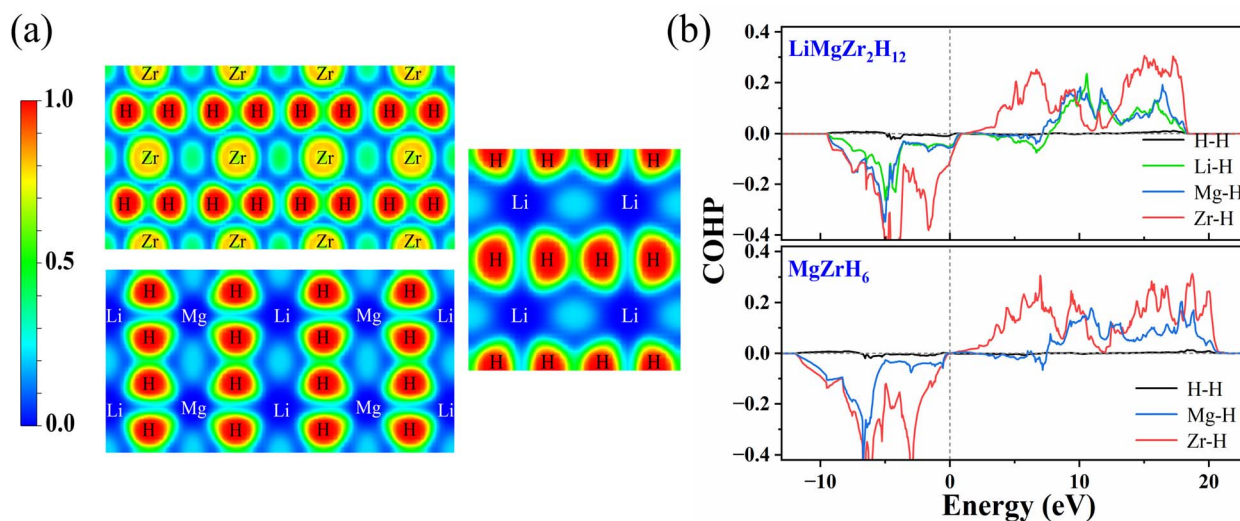 (a)
1.0
0.5
0.0
Zr Zr Zr Zr
H H H H H H H H
Zr Zr Zr
H H H H H H H H
Zr Zr Zr Zr
H H H H
Li Mg Li Mg
H H H H
H H H H
Li Mg Li Mg
H H H H
H H H H
Li Li
H H H H
Li Li
H H H H
(b)
COHP
0.4
0.2
0.0
−0.2
−0.4
LiMgZr₂H₁₂
H-H
Li-H
Mg-H
Zr-H
0.4
0.2
0.0
−0.2
−0.4
MgZrH₆
H-H
Mg-H
Zr-H
−10 0 10 20
Energy (eV)